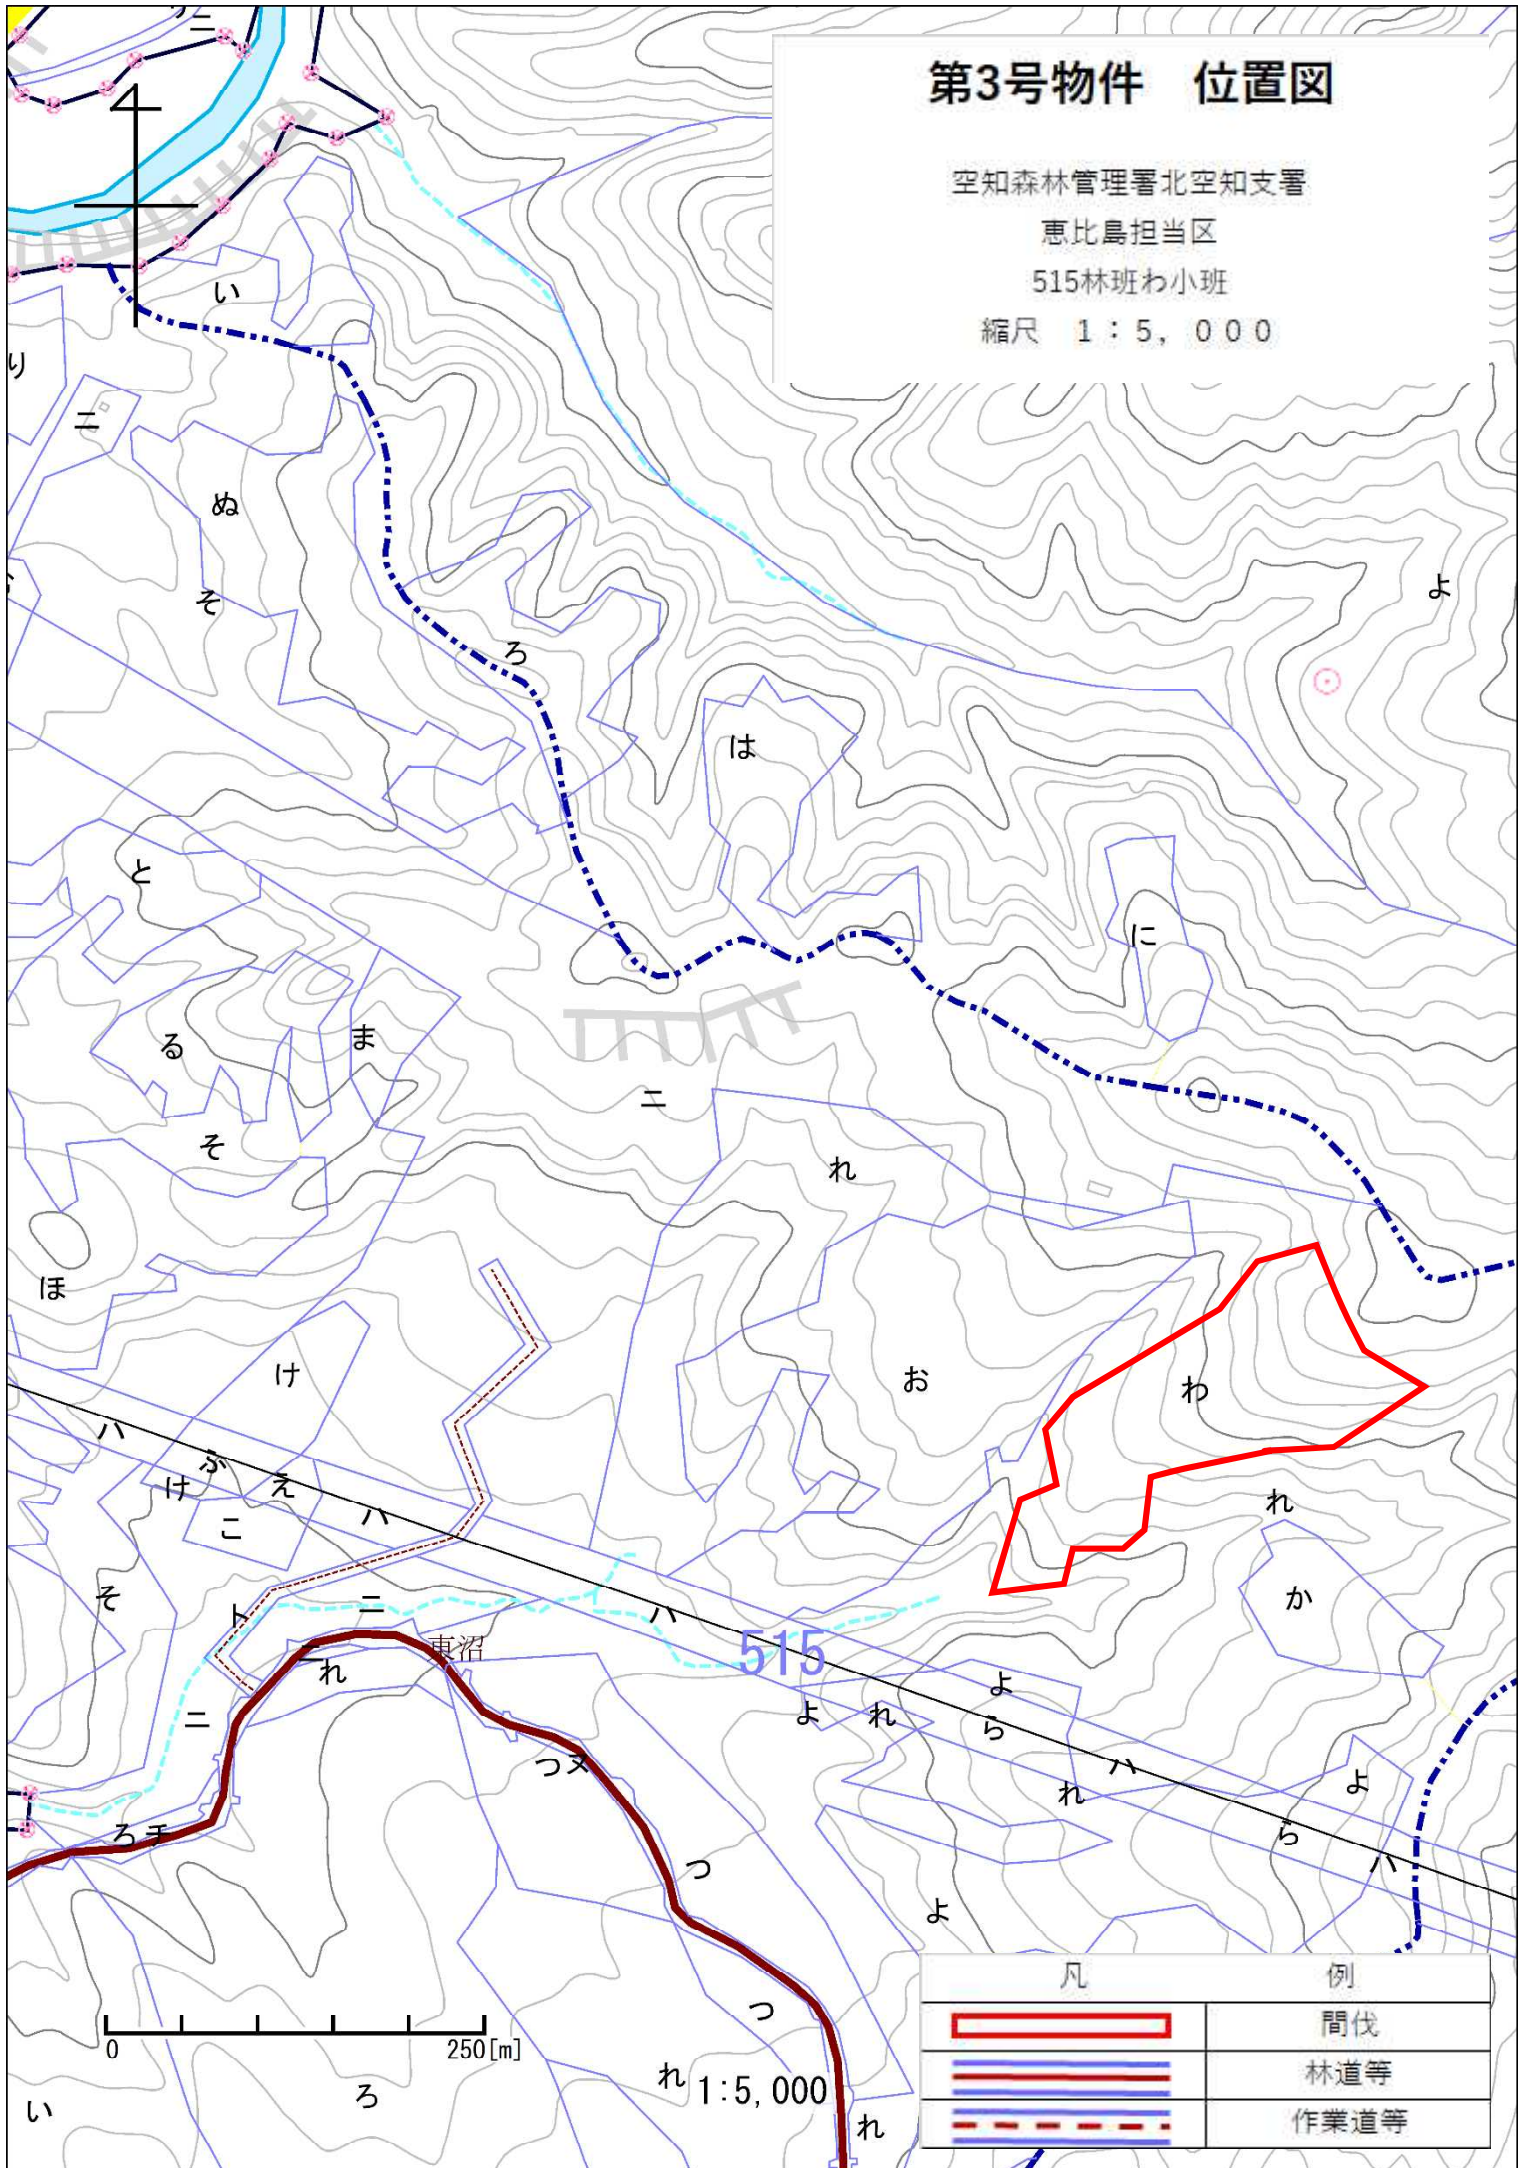 第3号物件　位置図
空知森林管理署北空知支署
恵比島担当区
515林班わ小班
縮尺　１：５，０００
ニ
い
り
ニ
ぬ
そ
ろ
よ
は
と
に
る
ま
ニ
そ
れ
ほ
け
お
わ
ハ
ふ
け
え
ハ
こ
れ
そ
ト
ニ
ハ
か
515
東沼
ニ
れ
よ
ニ
よ
れ
ら
つ
ヌ
ハ
れ
よ
ろ
チ
ら
ハ
つ
よ
つ
0
250[m]
れ
1:5,000
い
ろ
れ
凡　例
間伐
林道等
作業道等